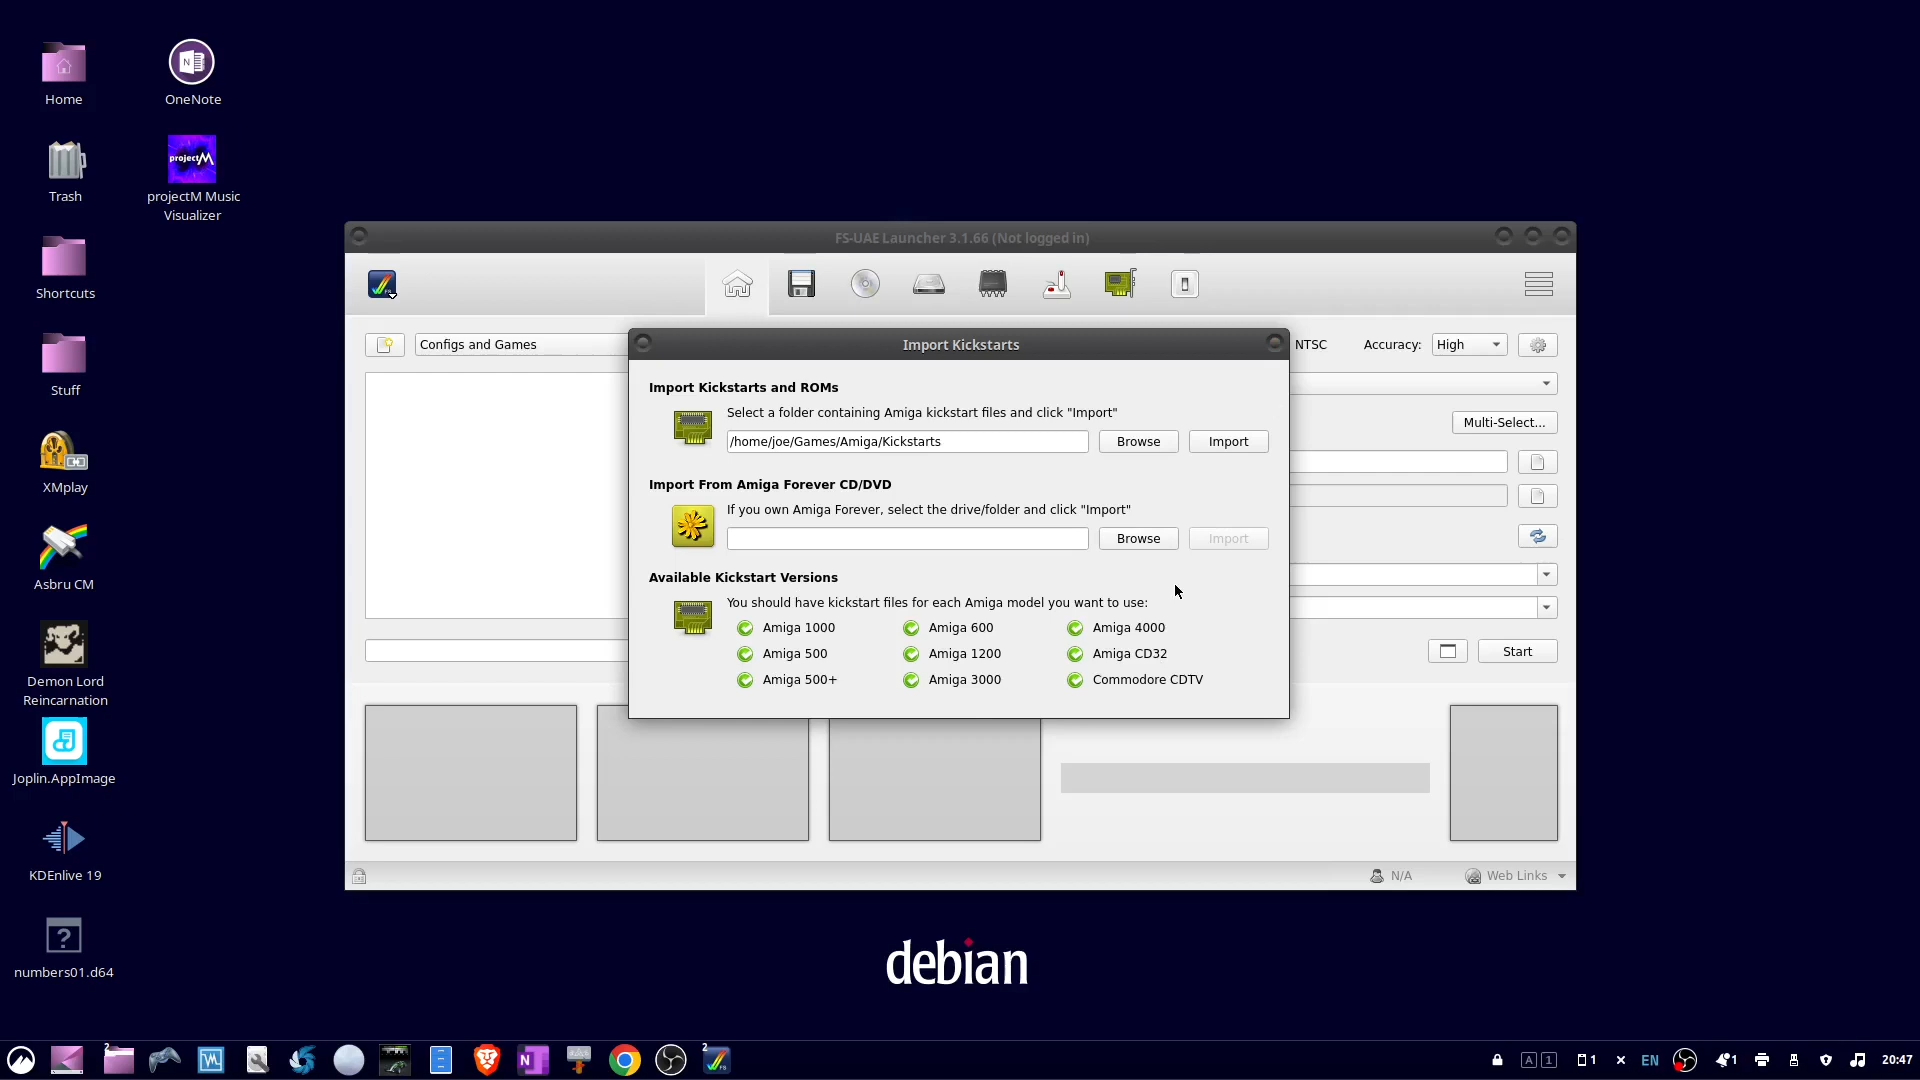 Home
OneNote
projectM
Trash
projectM Music
Visualizer
Shortcuts
Stuff
XMplay
Asbru CM
Demon Lord
Reincarnation
Joplin.AppImage
KDEnlive 19
?
numbers01.d64
FS-UAE Launcher 3.1.66 (Not logged in)
Configs and Games
NTSC
Accuracy:
High
Multi-Select...
Start
Import Kickstarts
Import Kickstarts and ROMs
Select a folder containing Amiga kickstart files and click "Import"
/home/joe/Games/Amiga/Kickstarts
Browse
Import
Import From Amiga Forever CD/DVD
If you own Amiga Forever, select the drive/folder and click "Import"
Browse
Import
Available Kickstart Versions
You should have kickstart files for each Amiga model you want to use:
Amiga 1000
Amiga 600
Amiga 4000
Amiga 500
Amiga 1200
Amiga CD32
Amiga 500+
Amiga 3000
Commodore CDTV
N/A
Web Links
debian
2
2
A 1
1
EN
1
20:47